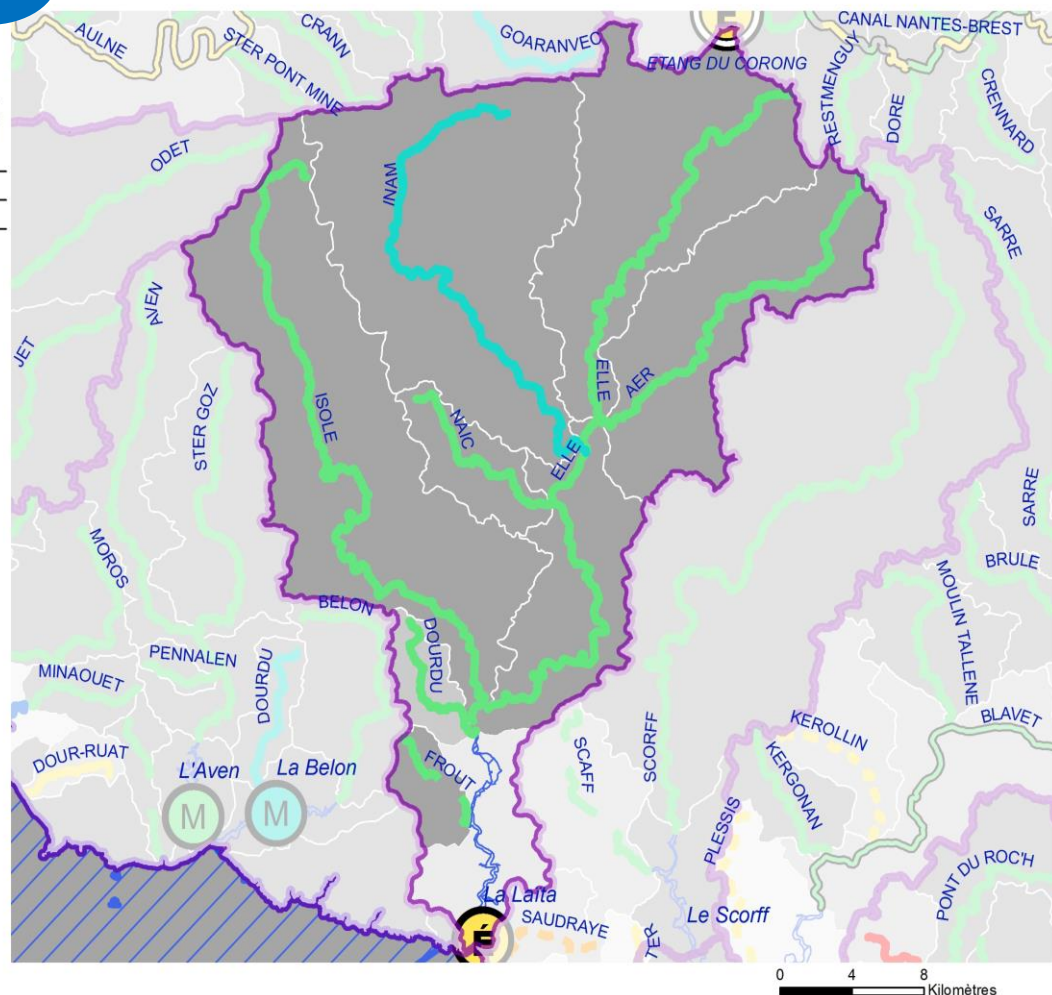 AULNE
CRANN
STER PONT MINE
GOARANVEC
E
ETANG DU CORONG
CANAL NANTES-BREST
RESTMENGUY
DORE
CRENNARD
ODET
INAM
SARRE
AVEN
JET
STER GOZ
ISOLE
NAIC
ELLE
AER
ELLE
SARRE
BRULE
MOROS
MOULIN TALLENE
BELON
DOURDU
PENNALEN
DOURDU
MINAOUET
BLAVET
KEROLLIN
DOUR-RUAT
L'Aven
La Belon
FROUT
SCAFF
SCORFF
KERGONAN
PLESSIS
M
M
PONT DU ROC'H
La Laïta
É
SAUDRAYE
TER
Le Scorff
0 4 8
Kilomètres